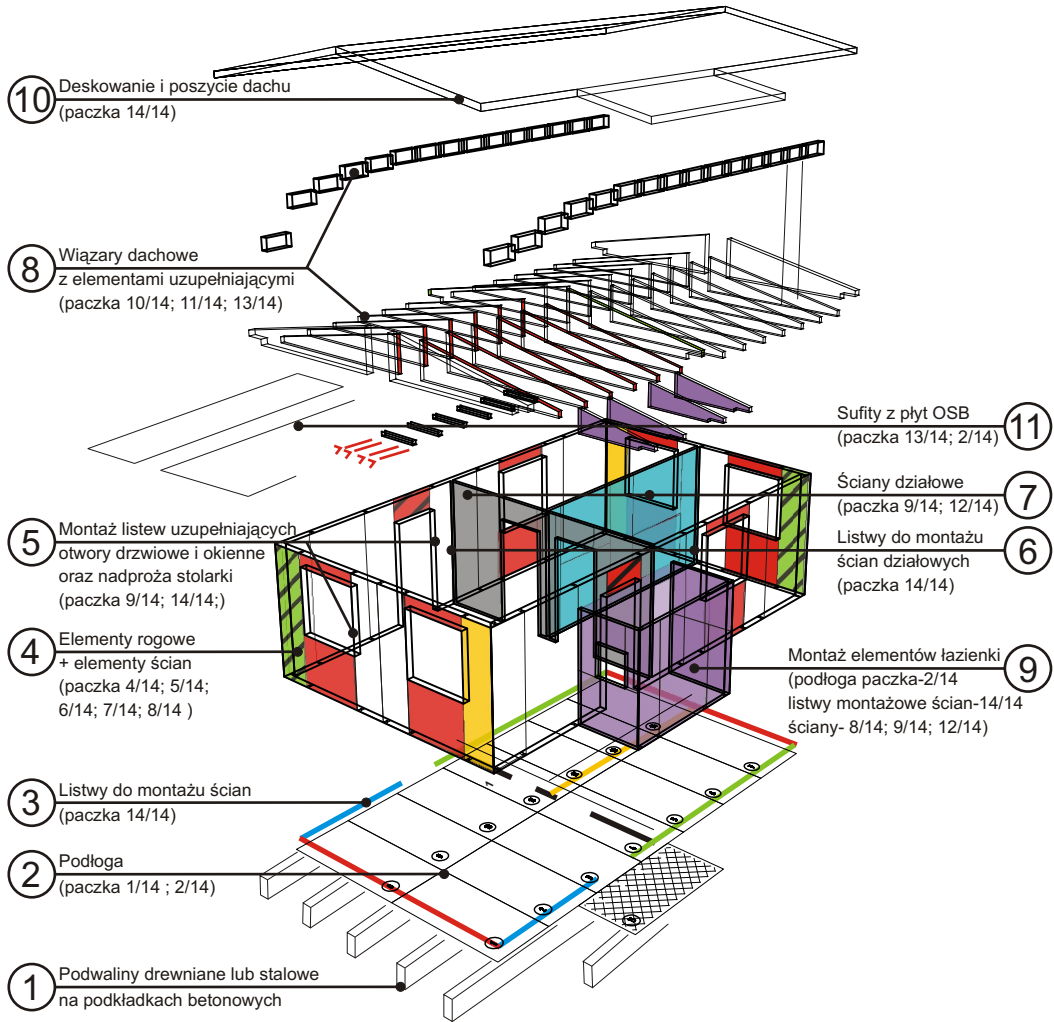 10
Deskowanie i poszycie dachu
(paczka 14/14)
8
Wiązary dachowe
z elementami uzupełniającymi
(paczka 10/14; 11/14; 13/14)
Sufity z płyt OSB
(paczka 13/14; 2/14)
11
Ściany działowe
(paczka 9/14; 12/14)
7
5
Montaż listew uzupełniających
otwory drzwiowe i okienne
oraz nadproża stolarki
(paczka 9/14; 14/14;)
Listwy do montażu
ścian działowych
(paczka 14/14)
6
4
Elementy rogowe
+ elementy ścian
(paczka 4/14; 5/14;
6/14; 7/14; 8/14 )
Montaż elementów łazienki
(podłoga paczka-2/14
listwy montażowe ścian-14/14
ściany- 8/14; 9/14; 12/14)
9
3
Listwy do montażu ścian
(paczka 14/14)
1
2
Podłoga
(paczka 1/14 ; 2/14)
1
Podwaliny drewniane lub stalowe
na podkładkach betonowych